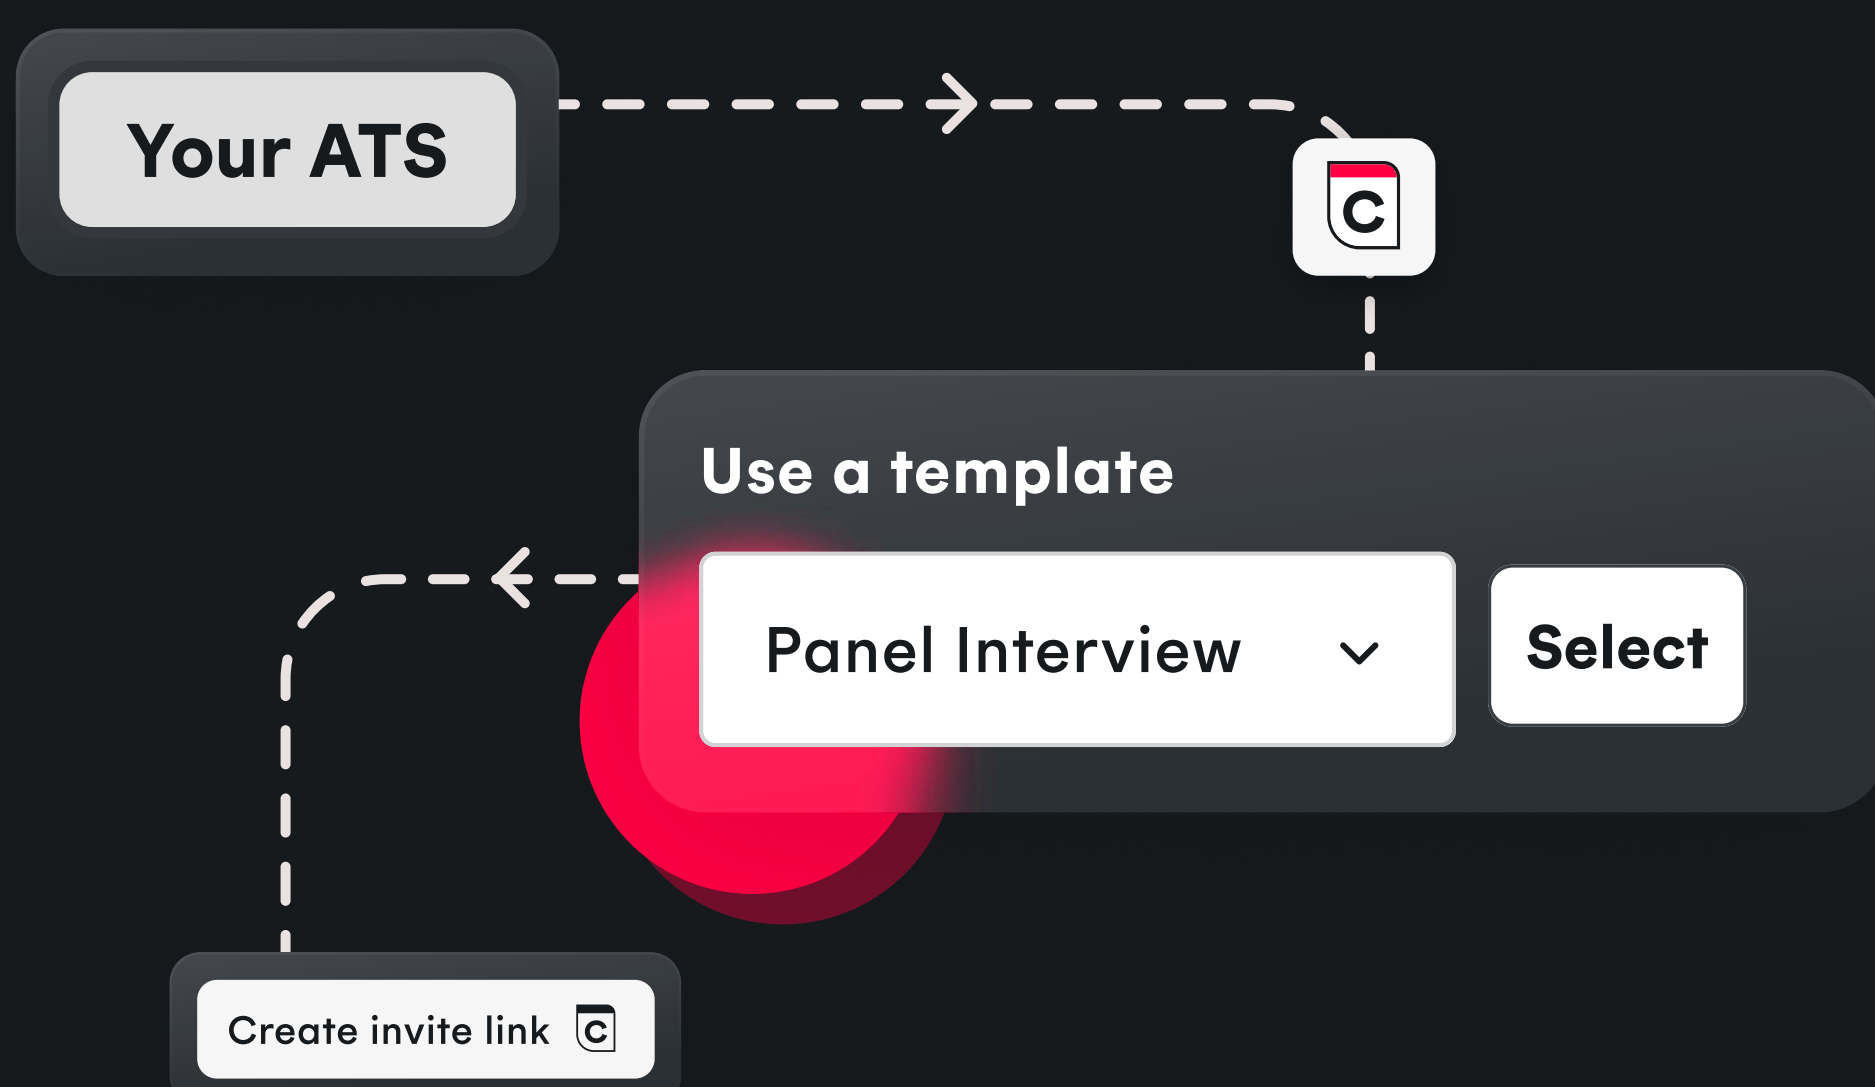 Your ATS
C
Use a template
Panel Interview
Select
Create invite link C